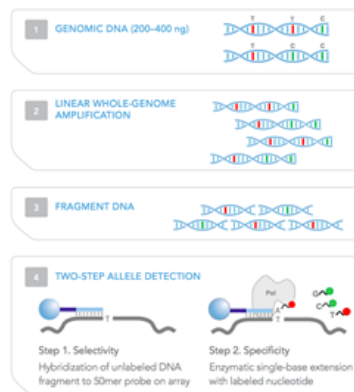 1 GENOMIC DNA (200–400 ng)
T T C
T C C
2 LINEAR WHOLE-GENOME
AMPLIFICATION
3 FRAGMENT DNA
4 TWO-STEP ALLELE DETECTION
Pol
G
C
T
A
T
T
Step 1. Selectivity
Hybridization of unlabeled DNA
fragment to 50mer probe on array
Step 2. Specificity
Enzymatic single-base extension
with labeled nucleotide